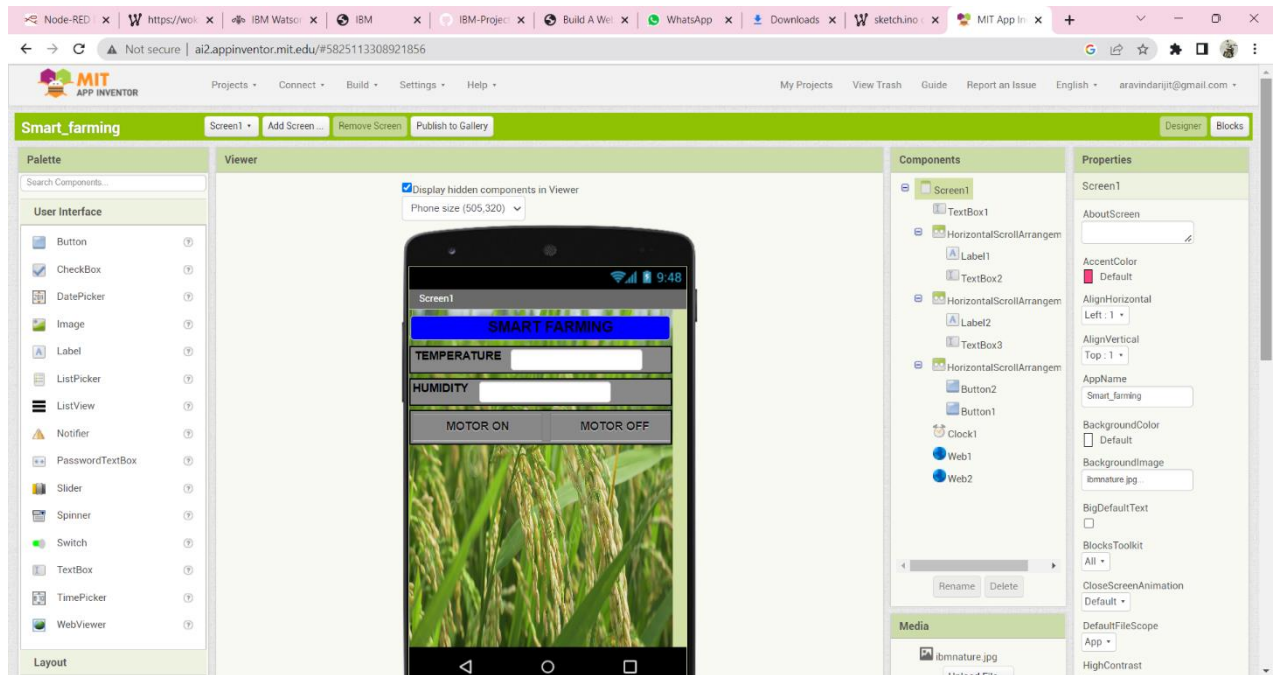 Node-RED
https://wok
IBM Watson
IBM
IBM-Project
Build A Wel
WhatsApp
Downloads
sketch.ino
MIT App In
Not secure | ai2.appinventor.mit.edu/#5825113308921856
MIT
APP INVENTOR
Projects
Connect
Build
Settings
Help
My Projects
View Trash
Guide
Report an Issue
English
aravindarijit@gmail.com
Smart_farming
Screen1
Add Screen ...
Remove Screen
Publish to Gallery
Designer
Blocks
Palette
Search Components...
User Interface
Button
CheckBox
DatePicker
Image
Label
ListPicker
ListView
Notifier
PasswordTextBox
Slider
Spinner
Switch
TextBox
TimePicker
WebViewer
Layout
Viewer
Display hidden components in Viewer
Phone size (505,320)
9:48
Screen1
SMART FARMING
TEMPERATURE
HUMIDITY
MOTOR ON
MOTOR OFF
Components
Screen1
TextBox1
HorizontalScrollArrangem
Label1
TextBox2
HorizontalScrollArrangem
Label2
TextBox3
HorizontalScrollArrangem
Button2
Button1
Clock1
Web1
Web2
Rename
Delete
Media
ibmnature.jpg
Upload File
Properties
Screen1
AboutScreen
AccentColor
Default
AlignHorizontal
Left : 1
AlignVertical
Top : 1
AppName
Smart_farming
BackgroundColor
Default
BackgroundImage
ibmnature.jpg...
BigDefaultText
BlocksToolkit
All
CloseScreenAnimation
Default
DefaultFileScope
App
HighContrast